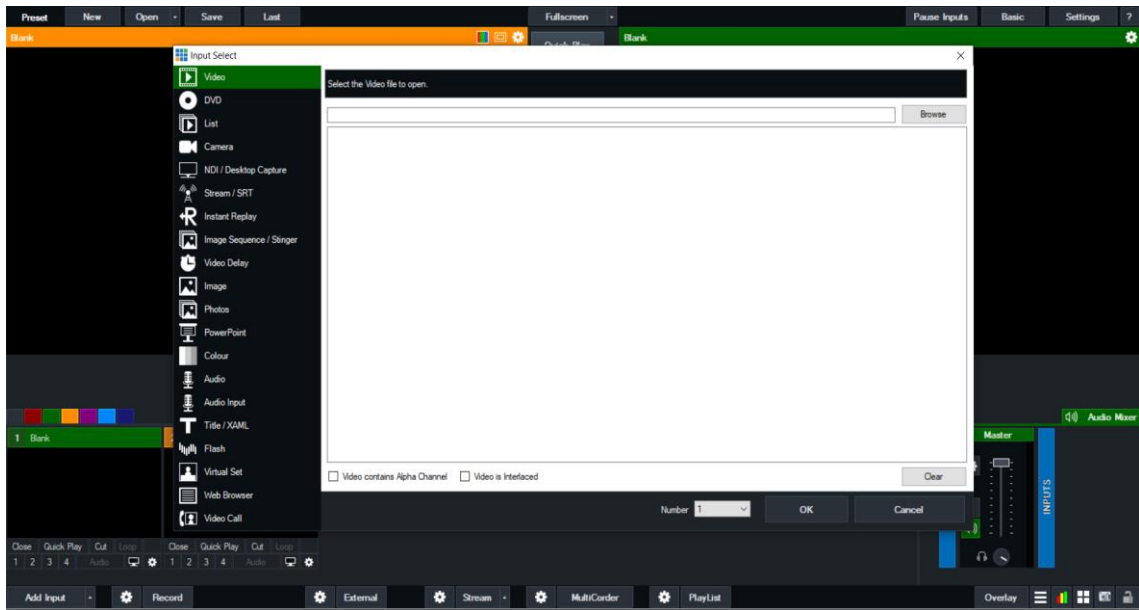 Preset New Open Save Last Fullscreen Pause Inputs Basic Settings ?
Blank Quick Play Blank
Input Select
Video
Select the Video file to open.
DVD
Browse
List
Camera
NDI / Desktop Capture
Stream / SRT
Instant Replay
Image Sequence / Stinger
Video Delay
Image
Photos
PowerPoint
Colour
Audio
Audio Input
Title / XAML
Audio Mixer
1 Blank
Master
Flash
Virtual Set
Video contains Alpha Channel Video is Interlaced Clear
INPUTS
Web Browser
Number 1 OK Cancel
Video Call
Close Quick Play Cut Loop Close Quick Play Cut Loop
1 2 3 4 Audio 1 2 3 4 Audio
Add Input Record External Stream MultiCorder PlayList Overlay